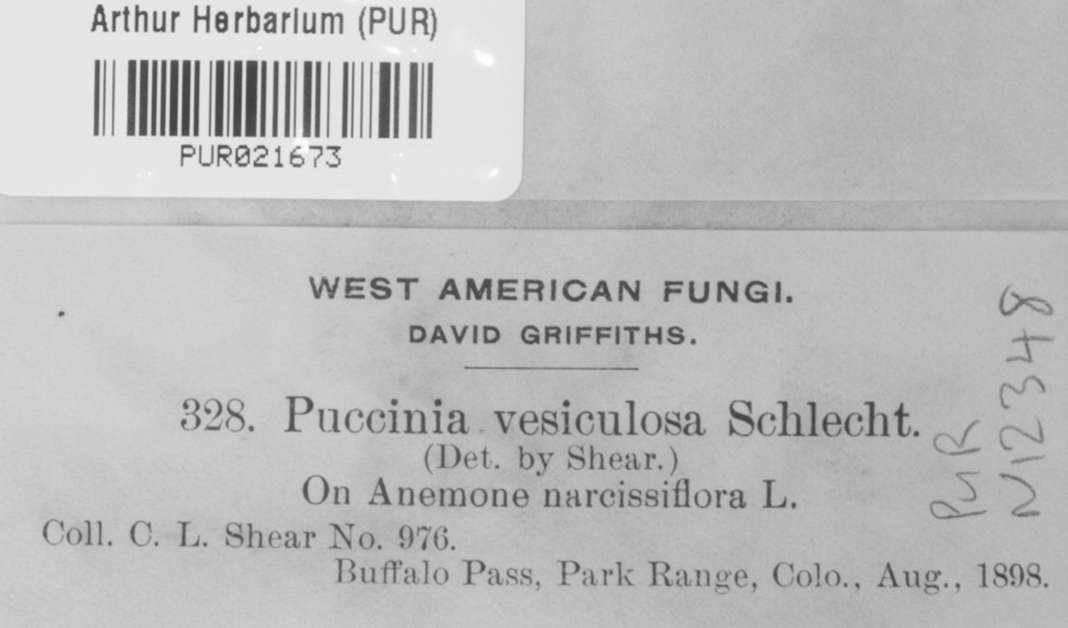 Arthur Herbarium (PUR)
PUR021673
WEST AMERICAN FUNGI.
DAVID GRIFFITHS.
328. Puccinia vesiculosa Schlecht.
(Det. by Shear.)
On Anemone narcissiflora L.
Coll. C. L. Shear No. 976.
Buffalo Pass, Park Range, Colo., Aug., 1898.
PUR
N12348